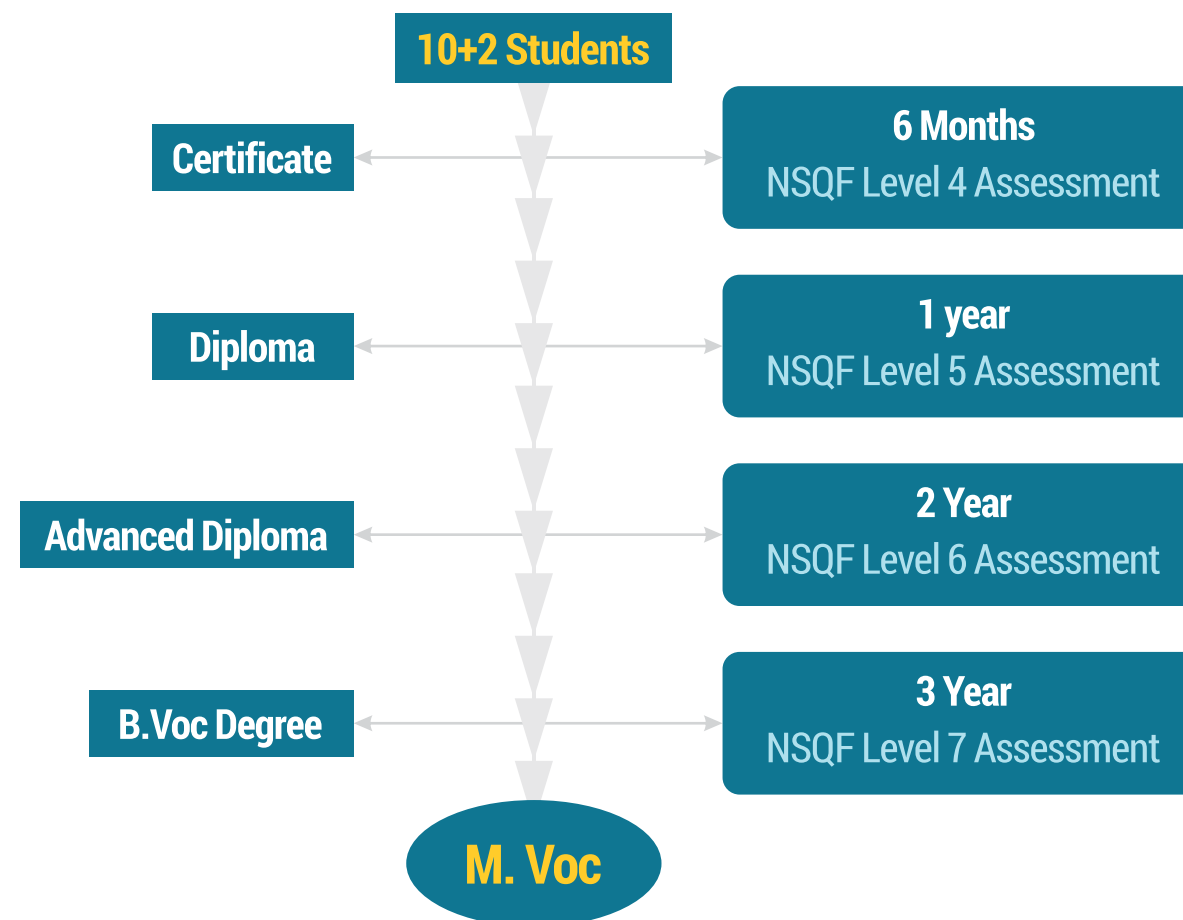 10+2 Students
Certificate
6 Months
NSQF Level 4 Assessment
Diploma
1 year
NSQF Level 5 Assessment
Advanced Diploma
2 Year
NSQF Level 6 Assessment
B.Voc Degree
3 Year
NSQF Level 7 Assessment
M. Voc